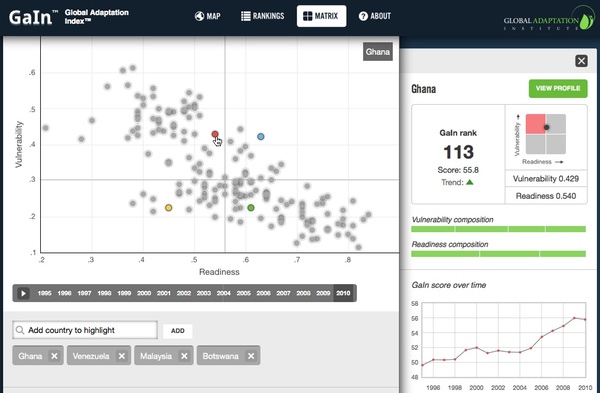 GaIn™ Global Adaptation Index™
MAP
RANKINGS
MATRIX
ABOUT
GLOBAL ADAPTATION
INSTITUTE
Ghana
.6
.5
.4
.3
.2
.1
Vulnerability
.2 .3 .4 .5 .6 .7 .8
Readiness
1995 1996 1997 1998 1999 2000 2001 2002 2003 2004 2005 2006 2007 2008 2009 2010
Add country to highlight
ADD
Ghana
Venezuela
Malaysia
Botswana
Ghana
VIEW PROFILE
GaIn rank
113
Score: 55.8
Trend:
Vulnerability
Readiness
Vulnerability 0.429
Readiness 0.540
Vulnerability composition
Readiness composition
GaIn score over time
58
56
54
52
50
48
1996 1998 2000 2002 2004 2006 2008 2010